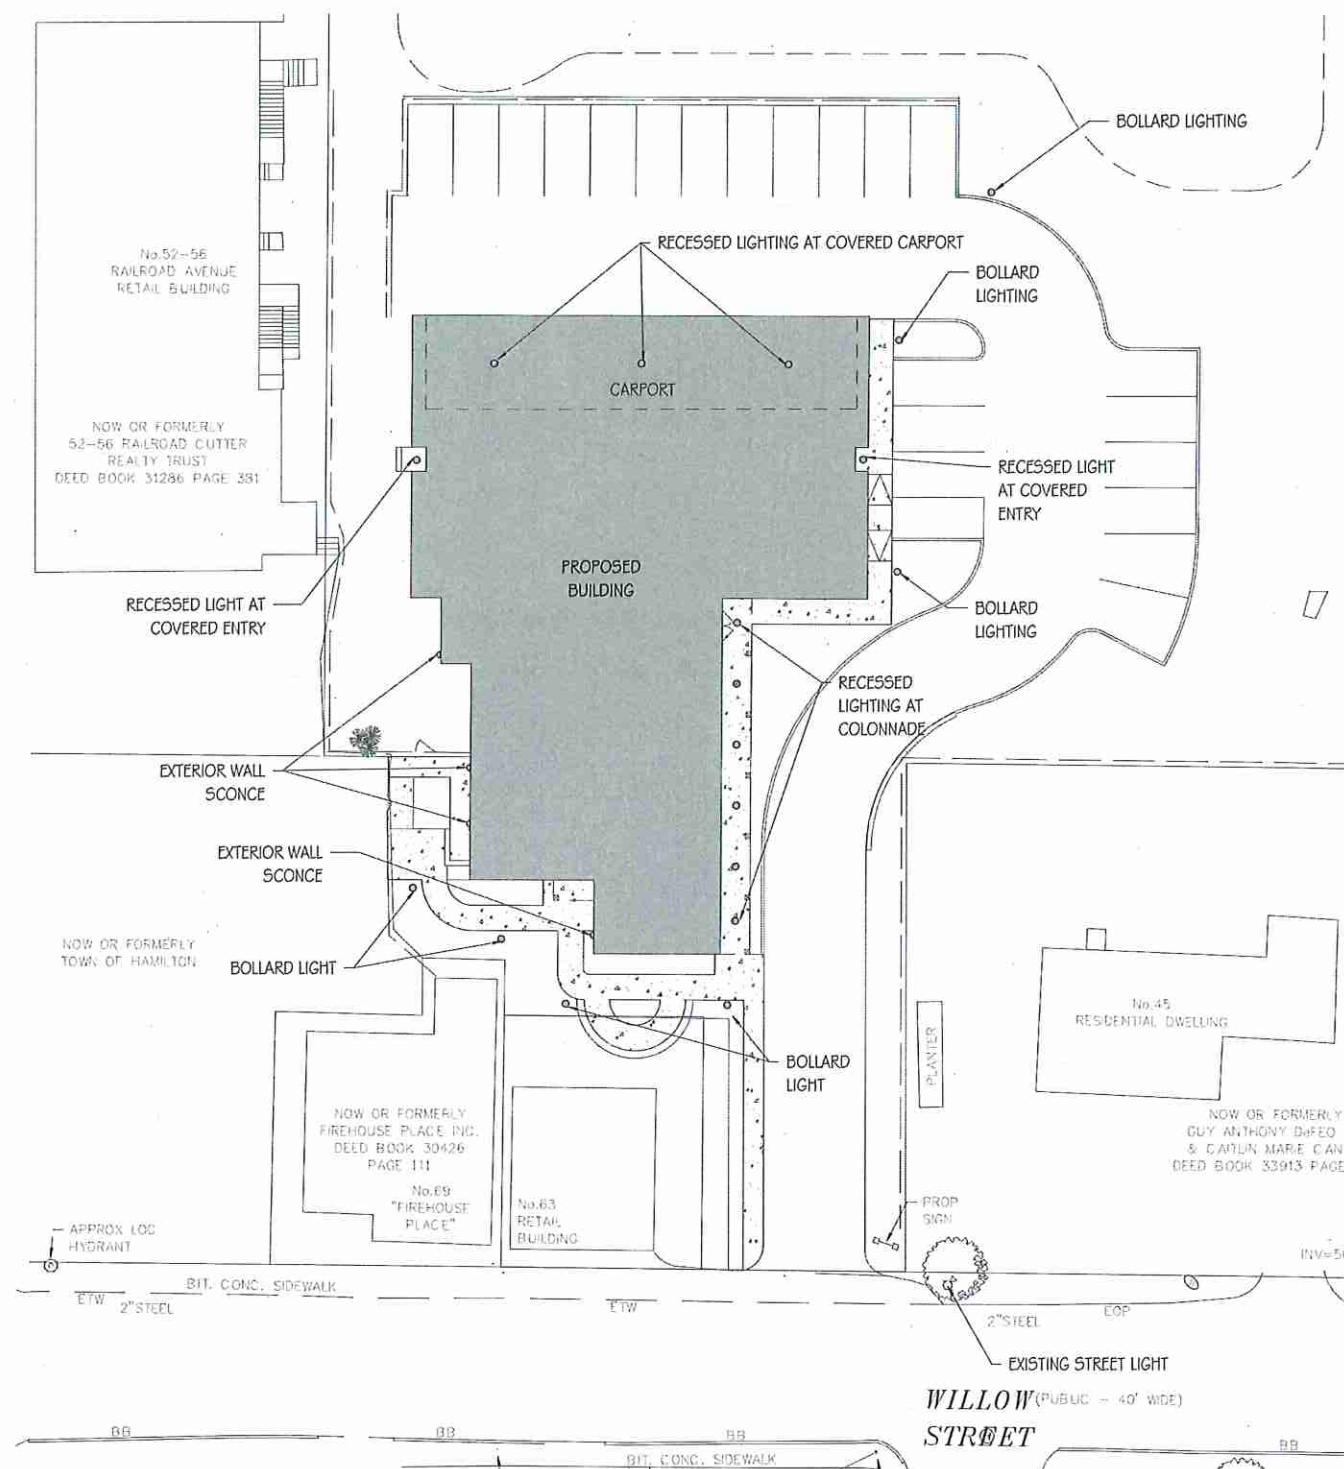 BOLLARD LIGHTING
RECESSED LIGHTING AT COVERED CARPORT
No.52-56
RAILROAD AVENUE
RETAIL BUILDING
BOLLARD
LIGHTING
CARPORT
NOW OR FORMERLY
52-56 RAILROAD CUTTER
REALTY TRUST
DEED BOOK 31286 PAGE 381
RECESSED LIGHT
AT COVERED
ENTRY
PROPOSED
BUILDING
RECESSED LIGHT AT
COVERED ENTRY
BOLLARD
LIGHTING
RECESSED
LIGHTING AT
COLONNADE
EXTERIOR WALL
SCONCE
EXTERIOR WALL
SCONCE
NOW OR FORMERLY
TOWN OF HAMILTON
BOLLARD LIGHT
No.45
RESIDENTIAL DWELLING
PLANTER
BOLLARD
LIGHT
NOW OR FORMERLY
FIREHOUSE PLACE INC.
DEED BOOK 30426
PAGE 111
NOW OR FORMERLY
GUY ANTHONY DeFEO
& CAITLIN MARIE CAN
DEED BOOK 33913 PAGE
No.69
"FIREHOUSE
PLACE"
No.63
RETAIL
BUILDING
PROP
SIGN
APPROX LOC
HYDRANT
INV=50
BIT. CONC. SIDEWALK
ETW
2"STEEL
ETW
2"STEEL
EOP
EXISTING STREET LIGHT
WILLOW (PUBLIC - 40' WIDE)
STREET
BB
BB
BB
BB
BIT. CONC. SIDEWALK